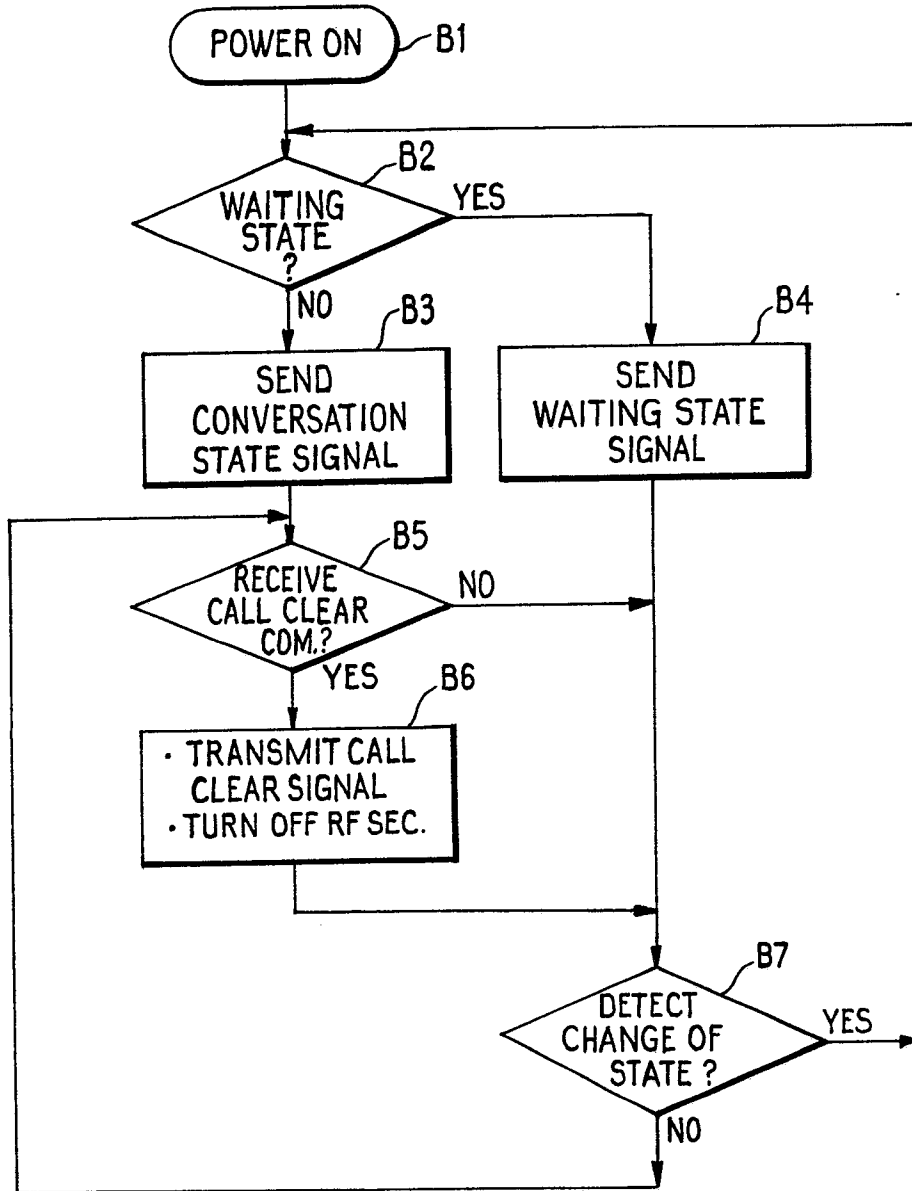 POWER ON
B1
B2
WAITING
STATE
?
YES
NO
B3
SEND
CONVERSATION
STATE SIGNAL
B4
SEND
WAITING STATE
SIGNAL
B5
RECEIVE
CALL CLEAR
COM.?
NO
YES
B6
· TRANSMIT CALL
CLEAR SIGNAL
· TURN OFF RF SEC.
B7
DETECT
CHANGE OF
STATE ?
YES
NO